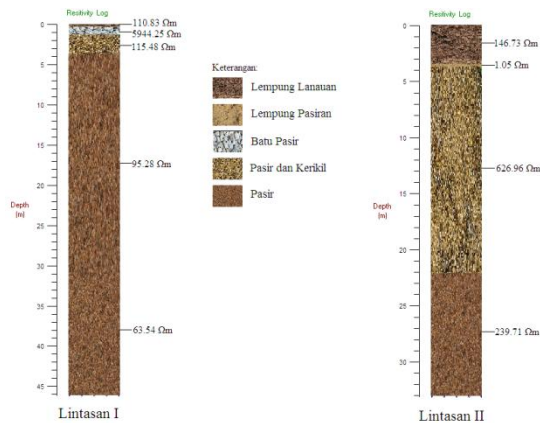 Resitivity Log
110.83 Ωm
5944.25 Ωm
115.48 Ωm
95.28 Ωm
63.54 Ωm
0
5
10
15
20
25
30
35
40
45
Depth
[m]
Lintasan I
Keterangan:
Lempung Lanauan
Lempung Pasiran
Batu Pasir
Pasir dan Kerikil
Pasir
Resitivity Log
146.73 Ωm
1.05 Ωm
626.96 Ωm
239.71 Ωm
0
5
10
15
20
25
30
Depth
[m]
Lintasan II